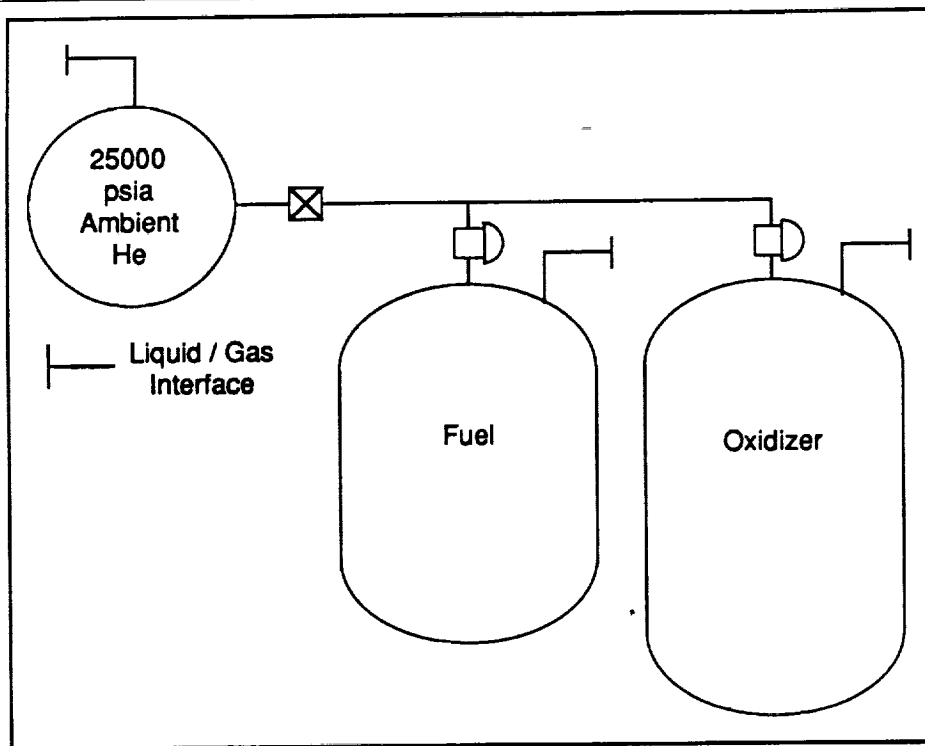 25000
psia
Ambient
He
Liquid / Gas
Interface
Fuel
Oxidizer